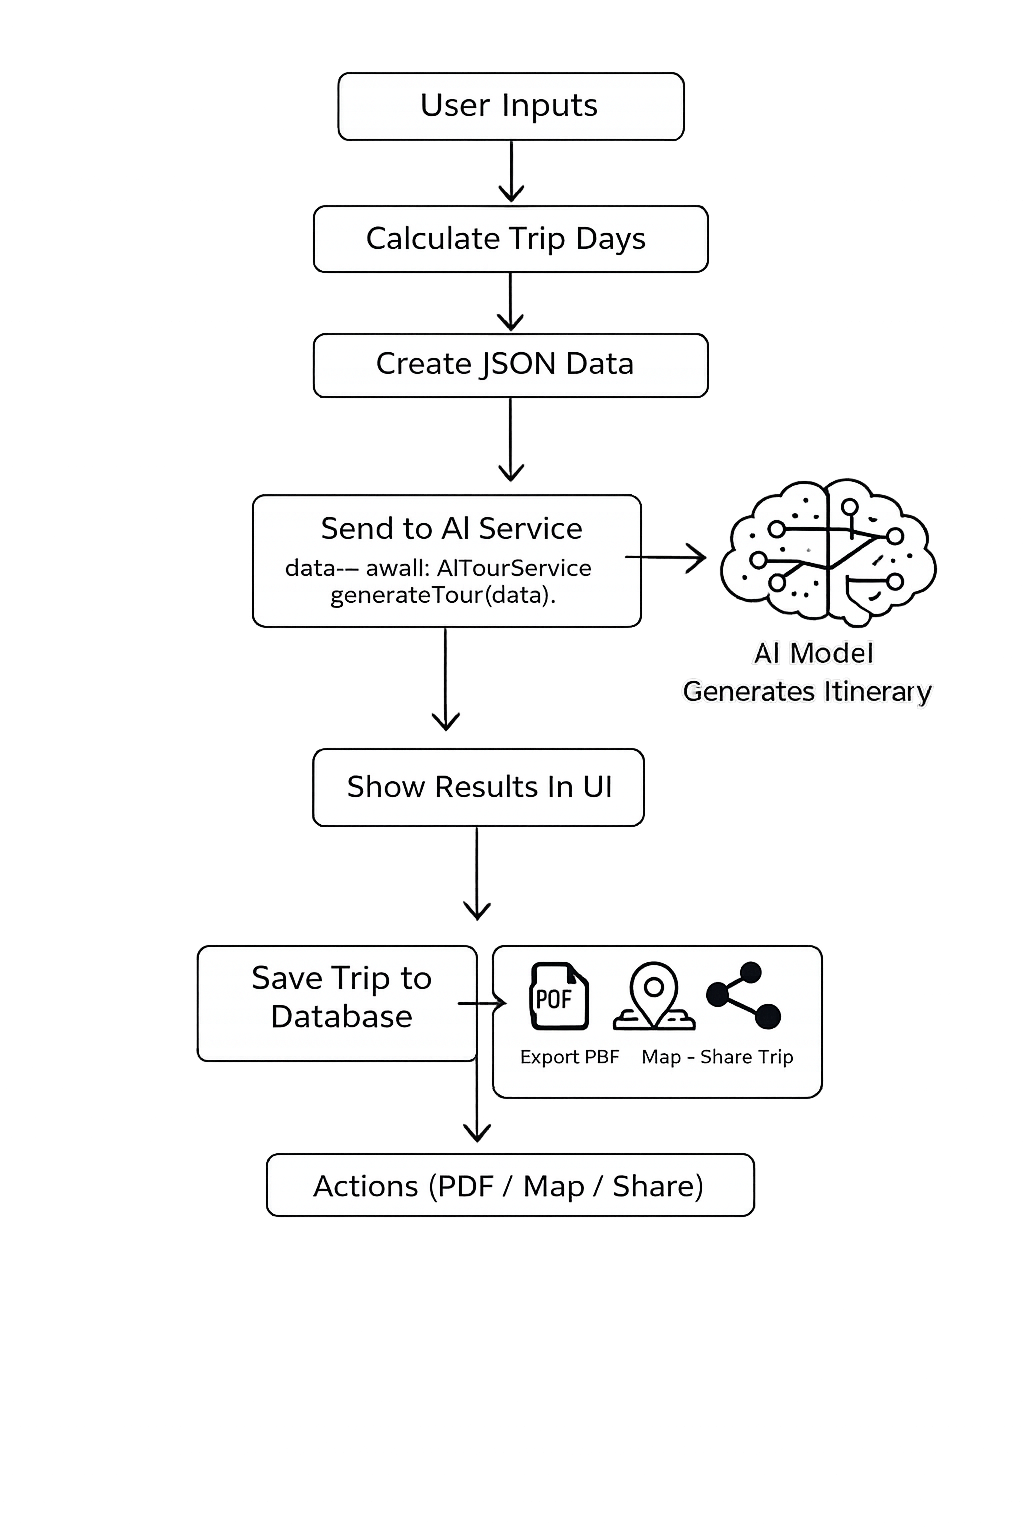 User Inputs
Calculate Trip Days
Create JSON Data
Send to AI Service
data-– awall: AlTourService
generateTour(data).
AI Model
Generates Itinerary
Show Results In UI
Save Trip to
Database
POF
Export PBF
Map - Share Trip
Actions (PDF / Map / Share)